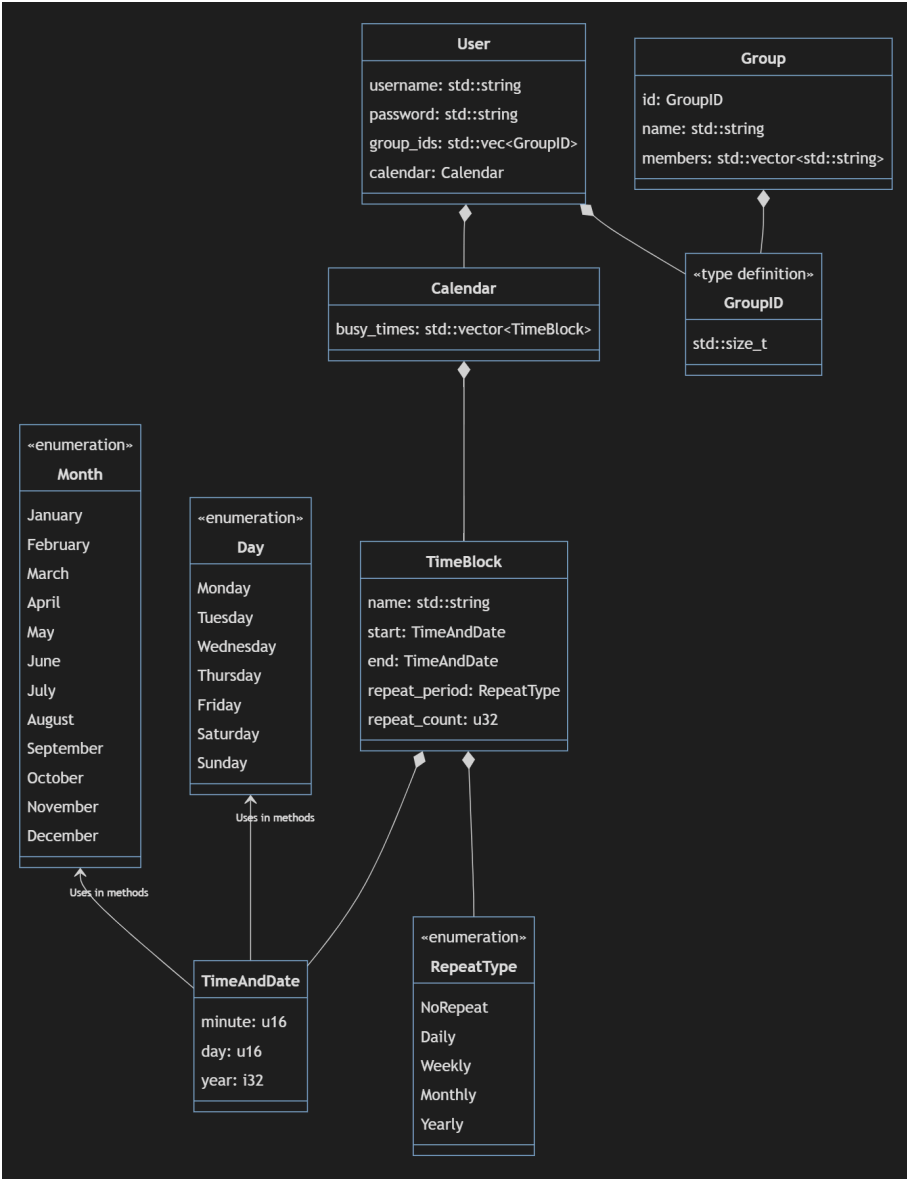 User
username: std::string
password: std::string
group_ids: std::vec<GroupID>
calendar: Calendar
Group
id: GroupID
name: std::string
members: std::vector<std::string>
«type definition»
GroupID
std::size_t
Calendar
busy_times: std::vector<TimeBlock>
«enumeration»
Month
January
February
March
April
May
June
July
August
September
October
November
December
«enumeration»
Day
Monday
Tuesday
Wednesday
Thursday
Friday
Saturday
Sunday
TimeBlock
name: std::string
start: TimeAndDate
end: TimeAndDate
repeat_period: RepeatType
repeat_count: u32
Uses in methods
Uses in methods
TimeAndDate
minute: u16
day: u16
year: i32
«enumeration»
RepeatType
NoRepeat
Daily
Weekly
Monthly
Yearly